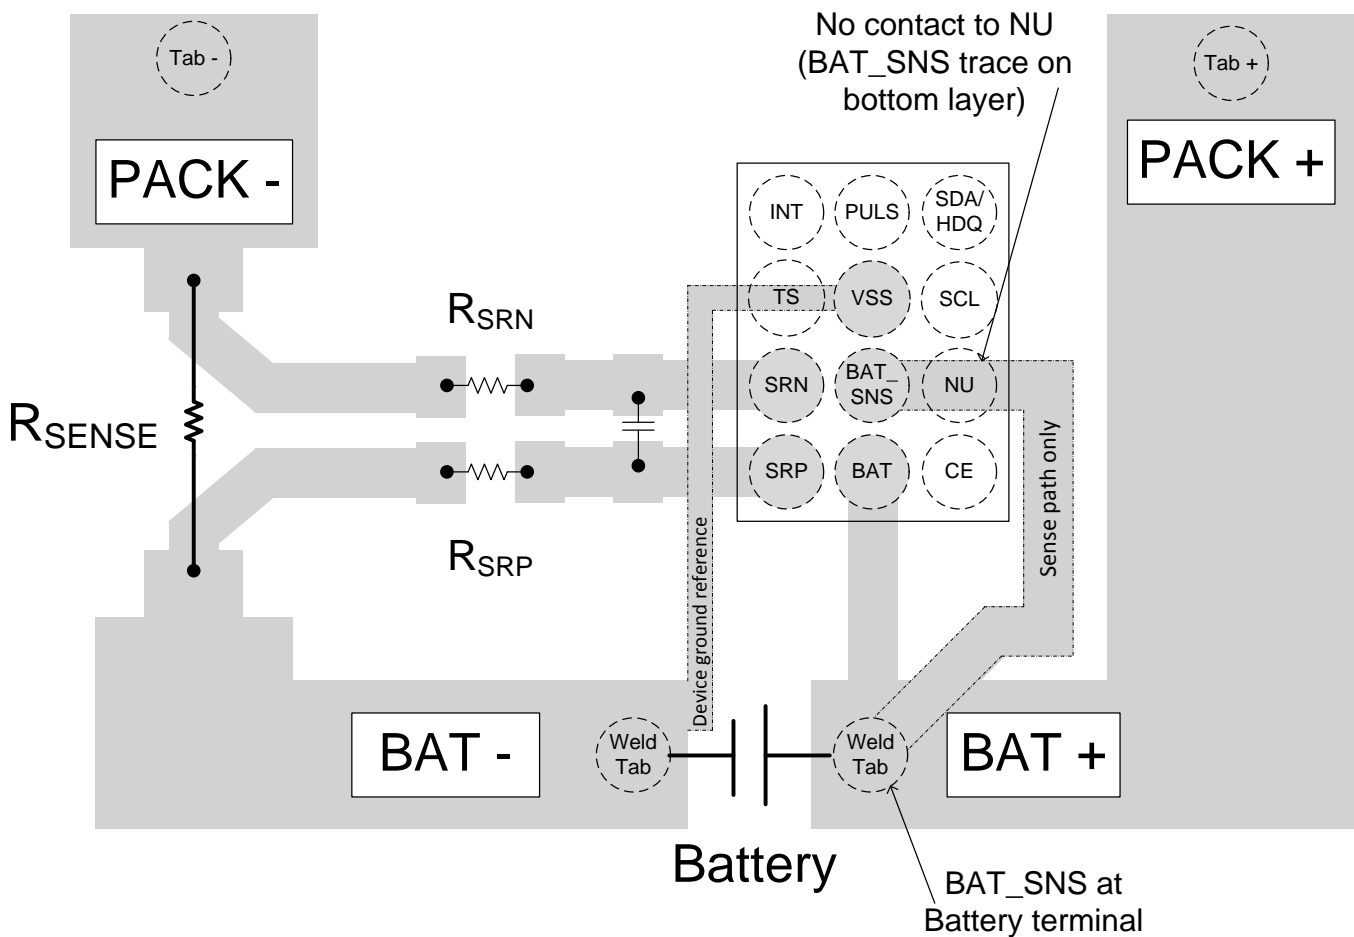 No contact to NU
(BAT_SNS trace on
bottom layer)
Tab -
Tab +
PACK -
PACK +
INT
PULS
SDA/
HDQ
TS
VSS
SCL
RSRN
SRN
BAT_
SNS
NU
RSENSE
SRP
BAT
CE
RSRP
Device ground reference
Sense path only
BAT -
Weld
Tab
Weld
Tab
BAT +
Battery
BAT_SNS at
Battery terminal